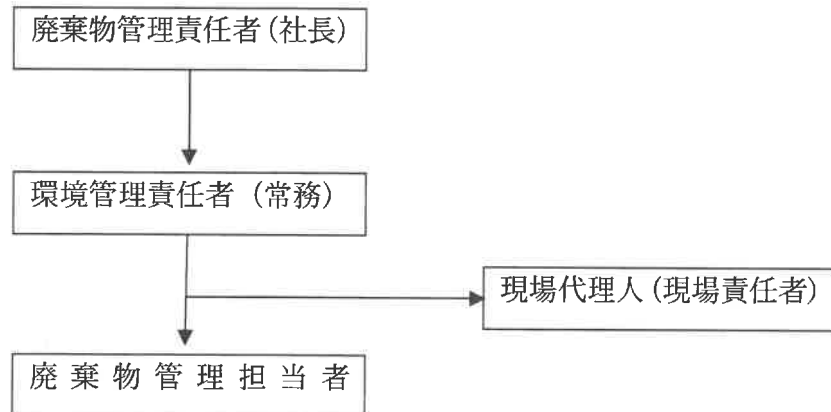 廃棄物管理責任者(社長)
環境管理責任者（常務）
現場代理人(現場責任者)
廃棄物管理担当者